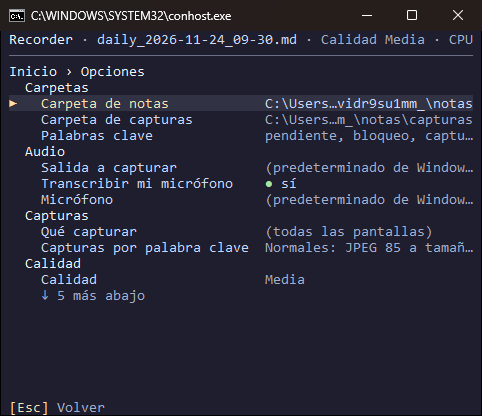 C:\WINDOWS\SYSTEM32\conhost.exe
Recorder · daily_2026-11-24_09-30.md · Calidad Media · CPU
Inicio › Opciones
Carpetas
▶ Carpeta de notas C:\Users…vidr9su1mm_\notas
Carpeta de capturas C:\Users…m_\notas\capturas
Palabras clave pendiente, bloqueo, captu…
Audio
Salida a capturar (predeterminado de Window…
Transcribir mi micrófono ● sí
Micrófono (predeterminado de Window…
Capturas
Qué capturar (todas las pantallas)
Capturas por palabra clave Normales: JPEG 85 a tamañ…
Calidad
Calidad Media
↓ 5 más abajo
[Esc] Volver